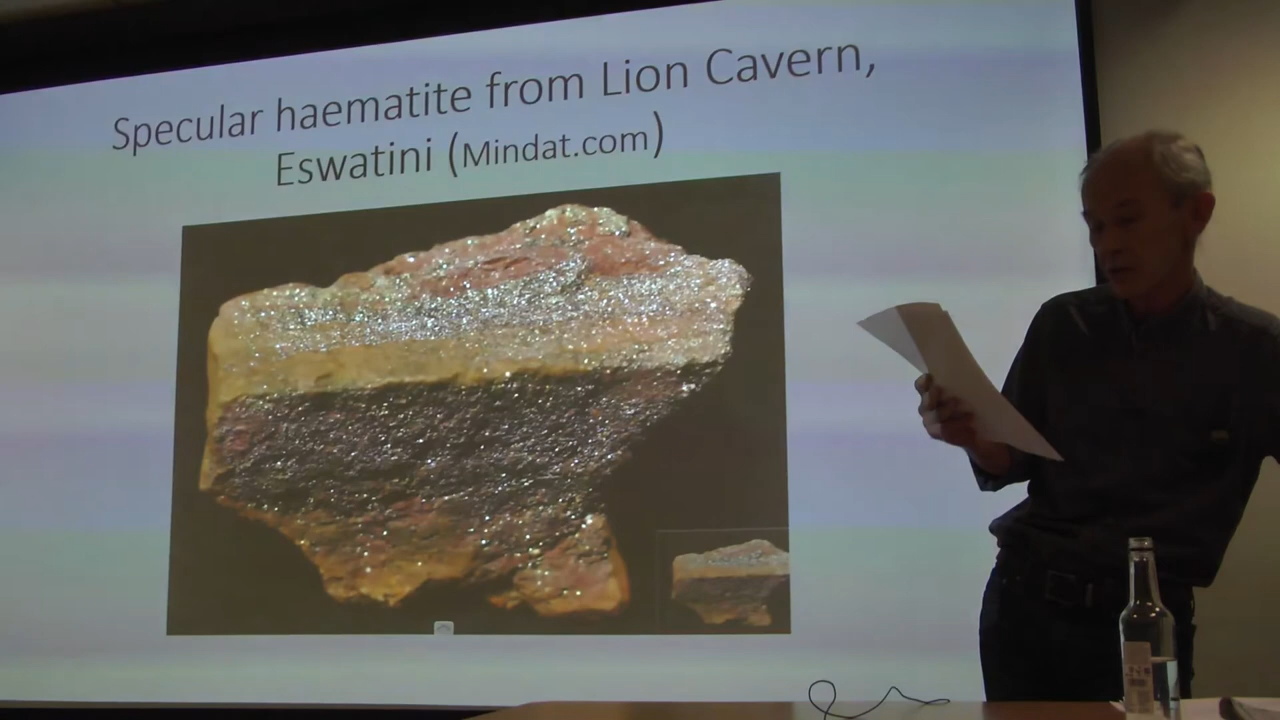 Specular haematite from Lion Cavern,
Eswatini (Mindat.com)